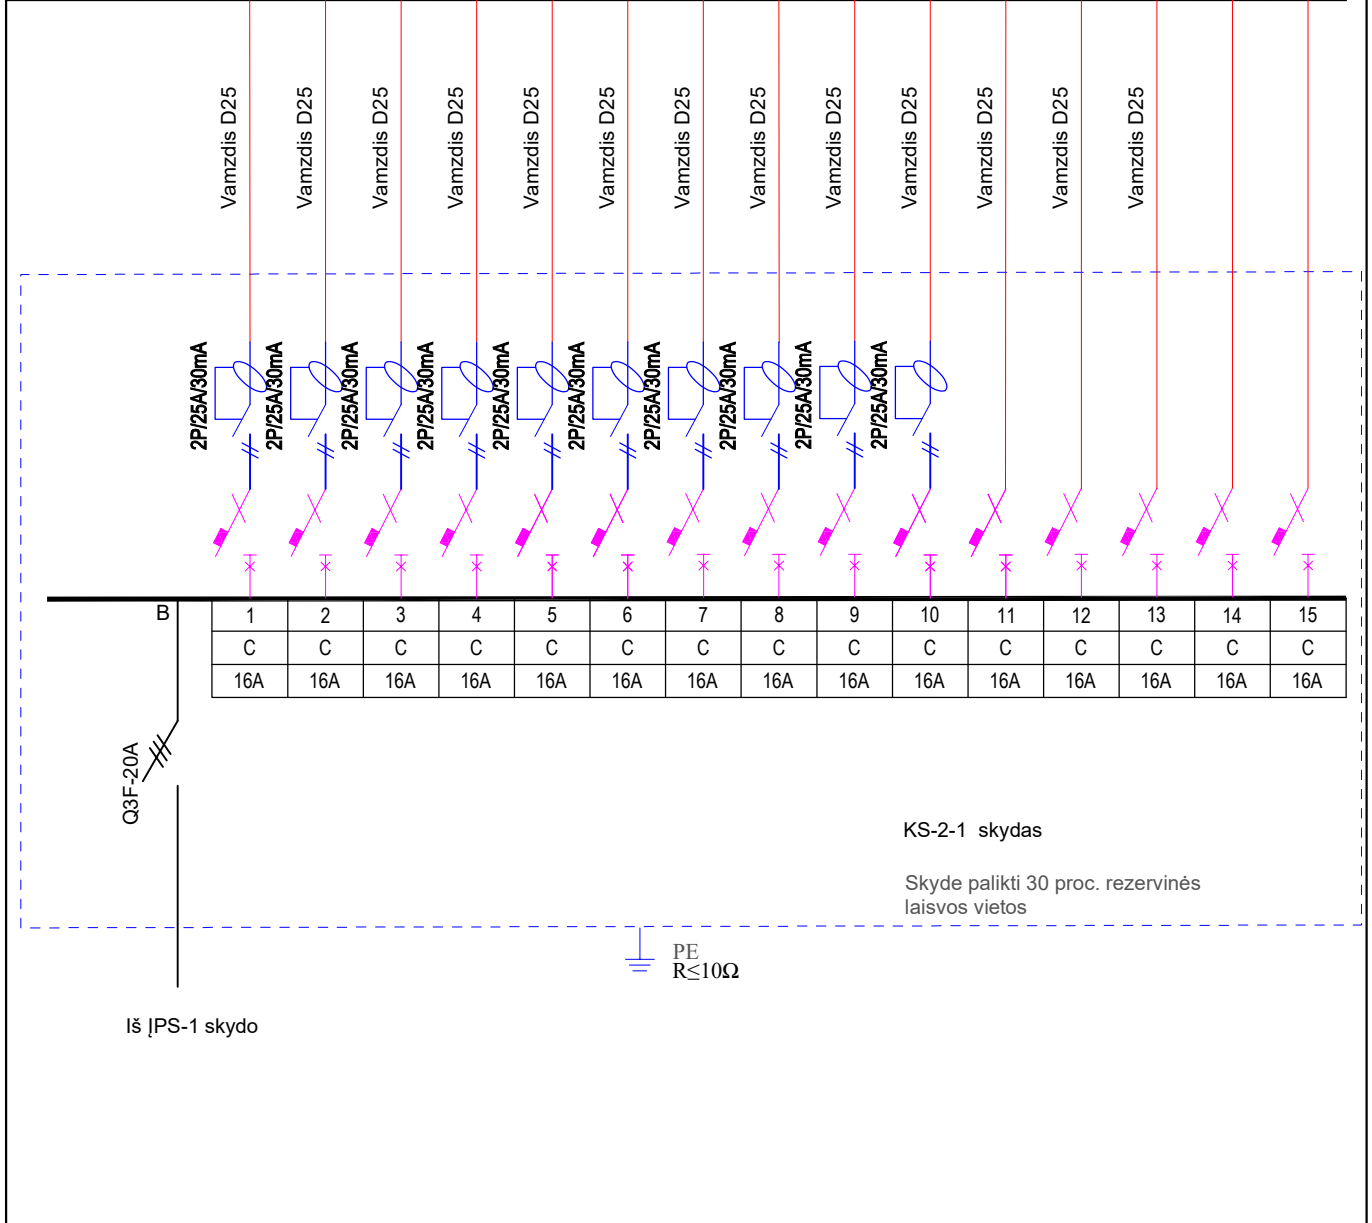 Vamzdis D25
Vamzdis D25
Vamzdis D25
Vamzdis D25
Vamzdis D25
Vamzdis D25
Vamzdis D25
Vamzdis D25
Vamzdis D25
Vamzdis D25
Vamzdis D25
Vamzdis D25
Vamzdis D25
2P/25A/30mA
2P/25A/30mA
2P/25A/30mA
2P/25A/30mA
2P/25A/30mA
2P/25A/30mA
2P/25A/30mA
2P/25A/30mA
2P/25A/30mA
2P/25A/30mA
B 1 2 3 4 5 6 7 8 9 10 11 12 13 14 15
C C C C C C C C C C C C C C C
16A 16A 16A 16A 16A 16A 16A 16A 16A 16A 16A 16A 16A 16A 16A
Q3F-20A
KS-2-1 skydas
Skyde palikti 30 proc. rezervinės
laisvos vietos
PE
R≤10Ω
Iš ĮPS-1 skydo